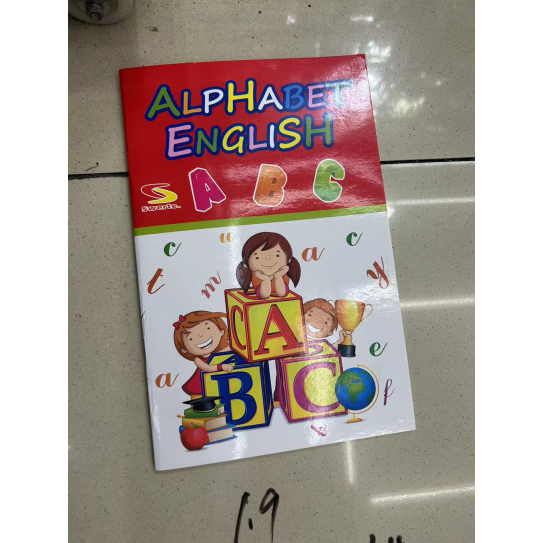 ALPHABET
ENGLISH
Swerte
A B C
c u a c
t m y
A
C
a B C e
f
1.9